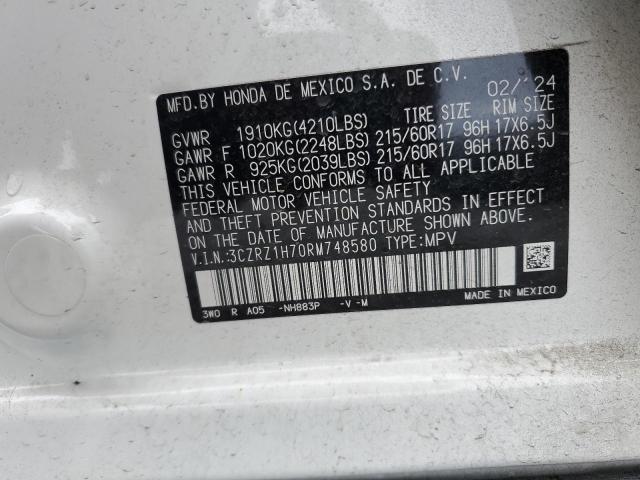 MFD.BY HONDA DE MEXICO S.A. DE C.V. 02/'24
TIRE SIZE RIM SIZE
GVWR 1910KG(4210LBS)
GAWR F 1020KG(2248LBS) 215/60R17 96H 17X6.5J
GAWR R 925KG(2039LBS) 215/60R17 96H 17X6.5J
THIS VEHICLE CONFORMS TO ALL APPLICABLE
FEDERAL MOTOR VEHICLE SAFETY
AND THEFT PREVENTION STANDARDS IN EFFECT
ON THE DATE OF MANUFACTURE SHOWN ABOVE.
V.I.N.:3CZRZ1H70RM748580 TYPE:MPV
3W0 R A05 -NH883P -V -M
MADE IN MEXICO